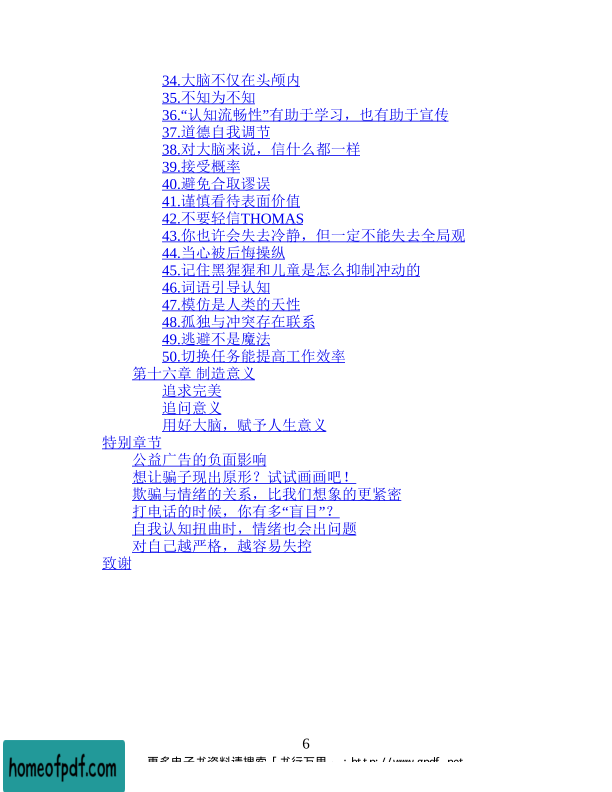 34.大脑不仅在头颅内
35.不知为不知
36.“认知流畅性”有助于学习，也有助于宣传
37.道德自我调节
38.对大脑来说，信什么都一样
39.接受概率
40.避免合取谬误
41.谨慎看待表面价值
42.不要轻信THOMAS
43.你也许会失去冷静，但一定不能失去全局观
44.当心被后悔操纵
45.记住黑猩猩和儿童是怎么抑制冲动的
46.词语引导认知
47.模仿是人类的天性
48.孤独与冲突存在联系
49.逃避不是魔法
50.切换任务能提高工作效率
第十六章 制造意义
追求完美
追问意义
用好大脑，赋予人生意义
特别章节
公益广告的负面影响
想让骗子现出原形？试试画画吧！
欺骗与情绪的关系，比我们想象的更紧密
打电话的时候，你有多“盲目”？
自我认知扭曲时，情绪也会出问题
对自己越严格，越容易失控
致谢
6
更多电子书资料请搜索「书行万里
homeofpdf.com